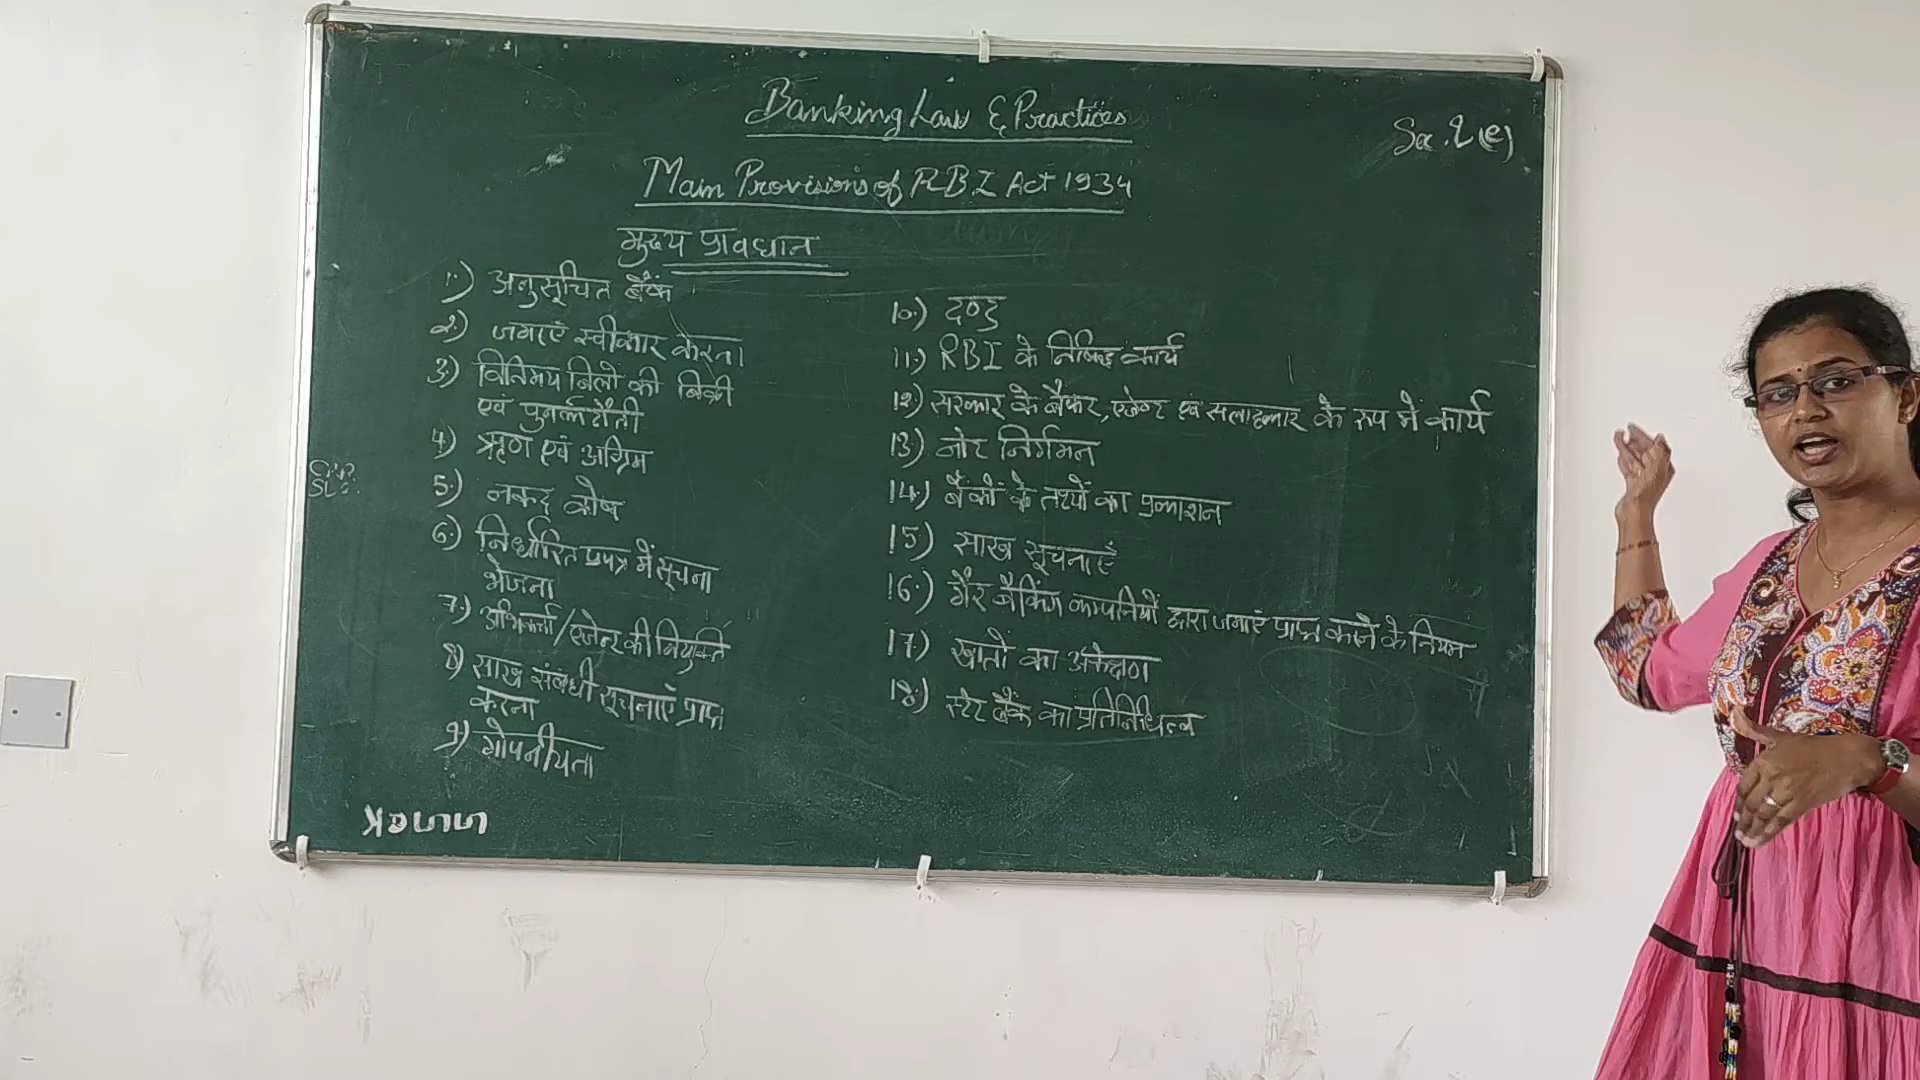 Banking Law & Practices
Sec. 2(e)
Main Provisions of RBI Act 1934
मुख्य प्रावधान
1.) अनुसूचित बैंक
2.) जमाएँ स्वीकार करना
3) विनिमय बिलों की बिक्री
एवं पुनर्कटौती
4) ऋण एवं अग्रिम
5.) नकद कोष
6.) निर्धारित प्रपत्र में सूचना
भेजना
7.) अभिकर्ता/एजेन्ट की नियुक्ति
8) साख संबंधी सूचनाएँ प्राप्त
करना
9) गोपनीयता
10.) दण्ड
11.) RBI के निषिद्ध कार्य
12) सरकार के बैंकर, एजेण्ट एवं सलाहकार के रूप में कार्य
13) नोट निर्गमन
14.) बैंकों के तथ्यों का प्रकाशन
15) साख सूचनाएँ
16.) गैर बैंकिंग कम्पनियों द्वारा जमाएं प्राप्त करने के नियम
17.) खातों का अंकेक्षण
18.) स्टेट बैंक का प्रतिनिधित्व